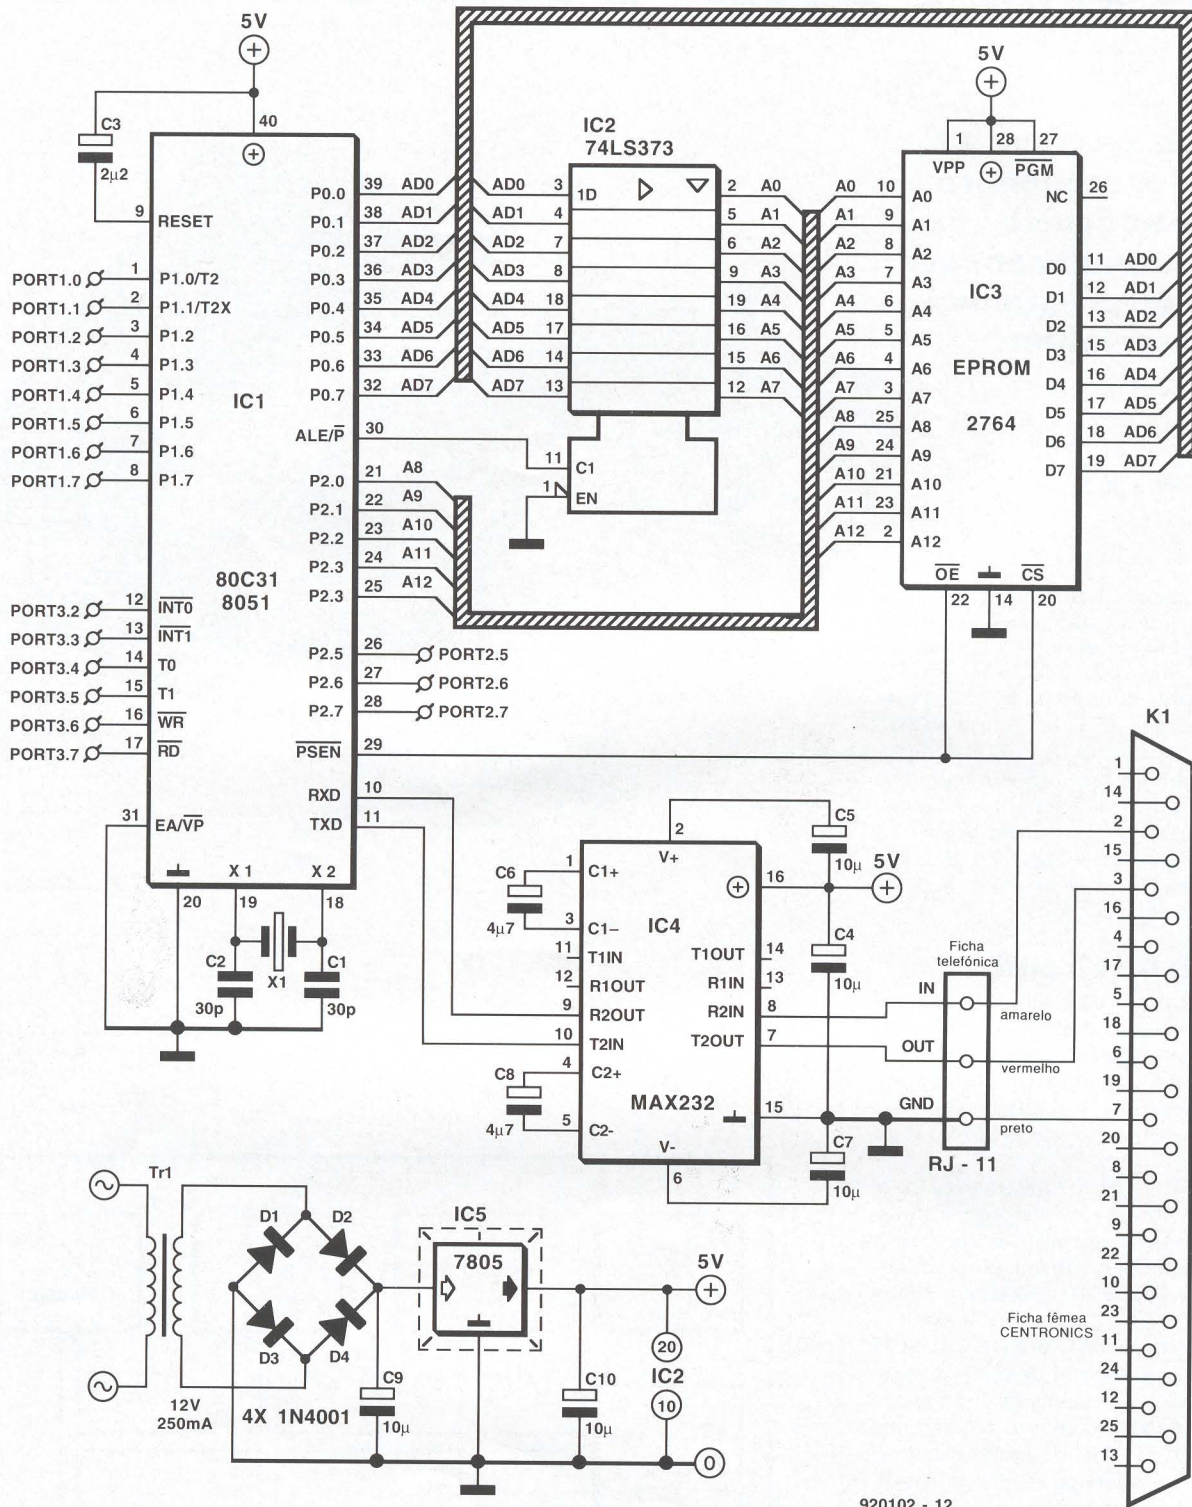 5V
C3
2µ2
40
9
RESET
PORT1.0 1 P1.0/T2
PORT1.1 2 P1.1/T2X
PORT1.2 3 P1.2
PORT1.3 4 P1.3
PORT1.4 5 P1.4
PORT1.5 6 P1.5
PORT1.6 7 P1.6
PORT1.7 8 P1.7
IC1
80C31
8051
PORT3.2 12 INT0
PORT3.3 13 INT1
PORT3.4 14 T0
PORT3.5 15 T1
PORT3.6 16 WR
PORT3.7 17 RD
31 EA/VP
P0.0 39 AD0
P0.1 38 AD1
P0.2 37 AD2
P0.3 36 AD3
P0.4 35 AD4
P0.5 34 AD5
P0.6 33 AD6
P0.7 32 AD7
ALE/P 30
P2.0 21 A8
P2.1 22 A9
P2.2 23 A10
P2.3 24 A11
P2.3 25 A12
P2.5 26 PORT2.5
P2.6 27 PORT2.6
P2.7 28 PORT2.7
PSEN 29
RXD 10
TXD 11
X1 X2
20 19 18
C2
30p
X1
C1
30p
IC2
74LS373
AD0 3 1D 2 A0
AD1 4 5 A1
AD2 7 6 A2
AD3 8 9 A3
AD4 18 19 A4
AD5 17 16 A5
AD6 14 15 A6
AD7 13 12 A7
11 C1
1 EN
5V
1 28 27
VPP PGM
NC 26
A0 10 A0
A1 9 A1
A2 8 A2
A3 7 A3
A4 6 A4
A5 5 A5
A6 4 A6
A7 3 A7
A8 25 A8
A9 24 A9
A10 21 A10
A11 23 A11
A12 2 A12
IC3
EPROM
2764
D0 11 AD0
D1 12 AD1
D2 13 AD2
D3 15 AD3
D4 16 AD4
D5 17 AD5
D6 18 AD6
D7 19 AD7
OE CS
22 14 20
2
V+
C5
10µ
5V
C6
4µ7
1 C1+
3 C1–
11 T1IN
12 R1OUT
9 R2OUT
10 T2IN
4 C2+
5 C2-
C8
4µ7
IC4
MAX232
16
T1OUT 14
R1IN 13
R2IN 8
T2OUT 7
15
V-
6
C4
10µ
C7
10µ
Ficha
telefónica
IN
amarelo
OUT
vermelho
GND
preto
RJ - 11
K1
1
14
2
15
3
16
4
17
5
18
6
19
7
20
8
21
9
22
10
23
11
24
12
25
13
Ficha fêmea
CENTRONICS
Tr1
12V
250mA
D1
D2
D3
D4
4X 1N4001
C9
10µ
IC5
7805
C10
10µ
5V
20
IC2
10
0
920102 - 12